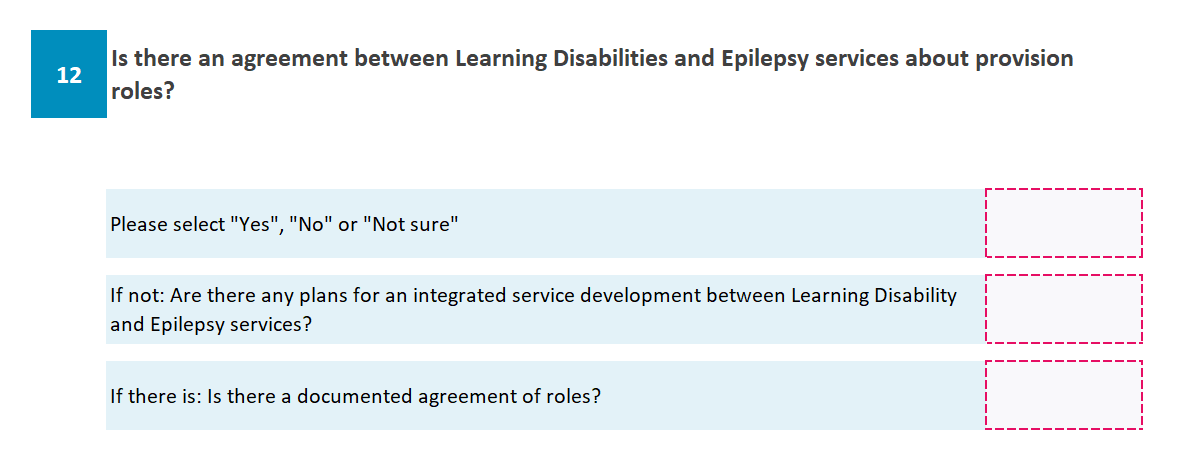 12
Is there an agreement between Learning Disabilities and Epilepsy services about provision
roles?
Please select "Yes", "No" or "Not sure"
If not: Are there any plans for an integrated service development between Learning Disability
and Epilepsy services?
If there is: Is there a documented agreement of roles?